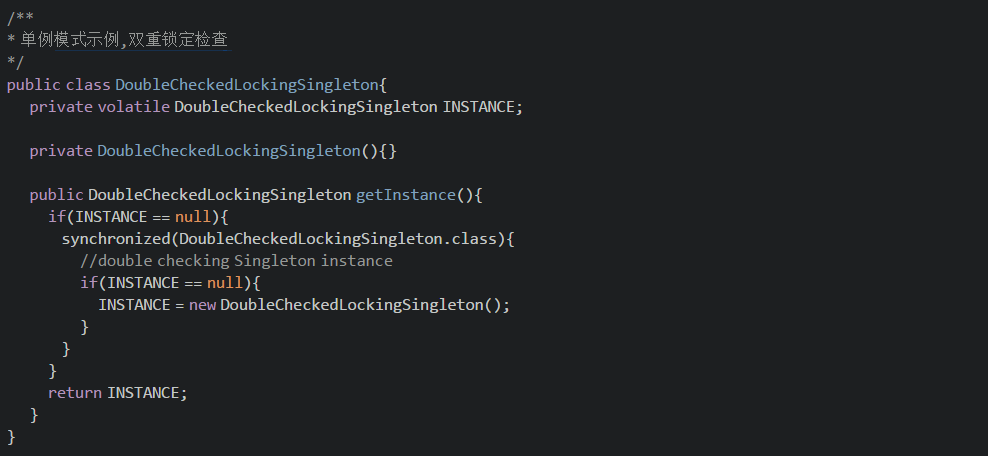 /**
* 单例模式示例,双重锁定检查
*/
public class DoubleCheckedLockingSingleton{
private volatile DoubleCheckedLockingSingleton INSTANCE;
private DoubleCheckedLockingSingleton(){}
public DoubleCheckedLockingSingleton getInstance(){
if(INSTANCE == null){
synchronized(DoubleCheckedLockingSingleton.class){
//double checking Singleton instance
if(INSTANCE == null){
INSTANCE = new DoubleCheckedLockingSingleton();
}
}
}
return INSTANCE;
}
}